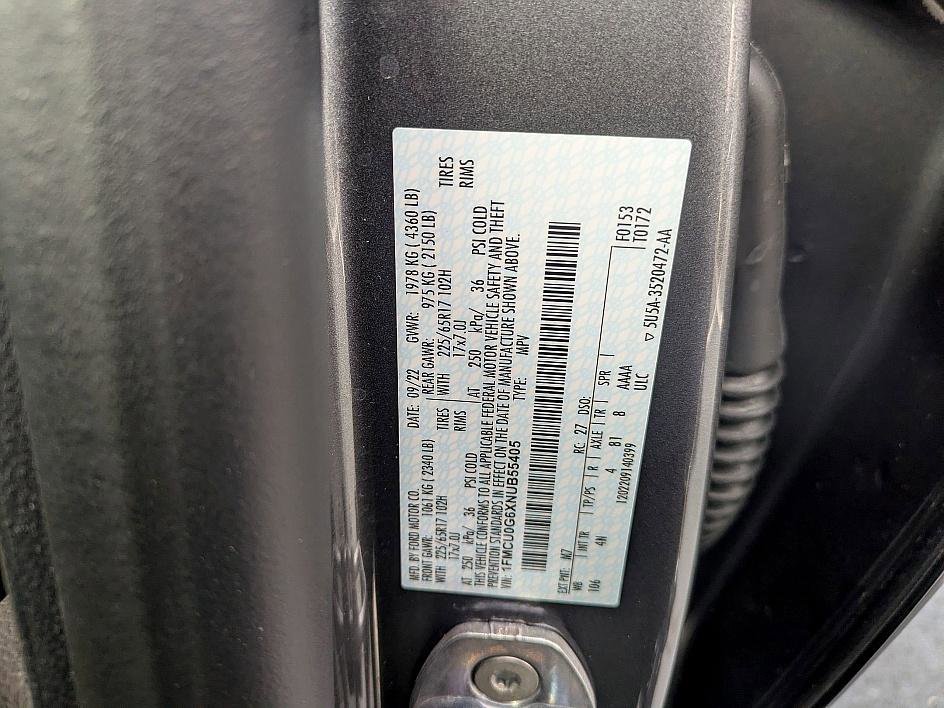 MFD. BY FORD MOTOR CO.
DATE: 09/22 GVWR: 1978 KG ( 4360 LB)
FRONT GAWR: 1061 KG (2340 LB) REAR GAWR: 975 KG ( 2150 LB)
WITH 225/65R17 102H TIRES WITH 225/65R17 102H TIRES
17x7.0J RIMS 17x7.0J RIMS
AT 250 kPa/ 36 PSI COLD AT 250 kPa/ 36 PSI COLD
THIS VEHICLE CONFORMS TO ALL APPLICABLE FEDERAL MOTOR VEHICLE SAFETY AND THEFT
PREVENTION STANDARDS IN EFFECT ON THE DATE OF MANUFACTURE SHOWN ABOVE.
VIN: 1FMCU0G6XNUB55405 TYPE: MPV
EXT PNT: M7 RC: 27 DSO:
WB INT TR TP/PS R AXLE TR SPR F0153
106 4N 4 81 8 AAAA T0172
1202209140399 ULC
▽ 5U5A-3520472-AA